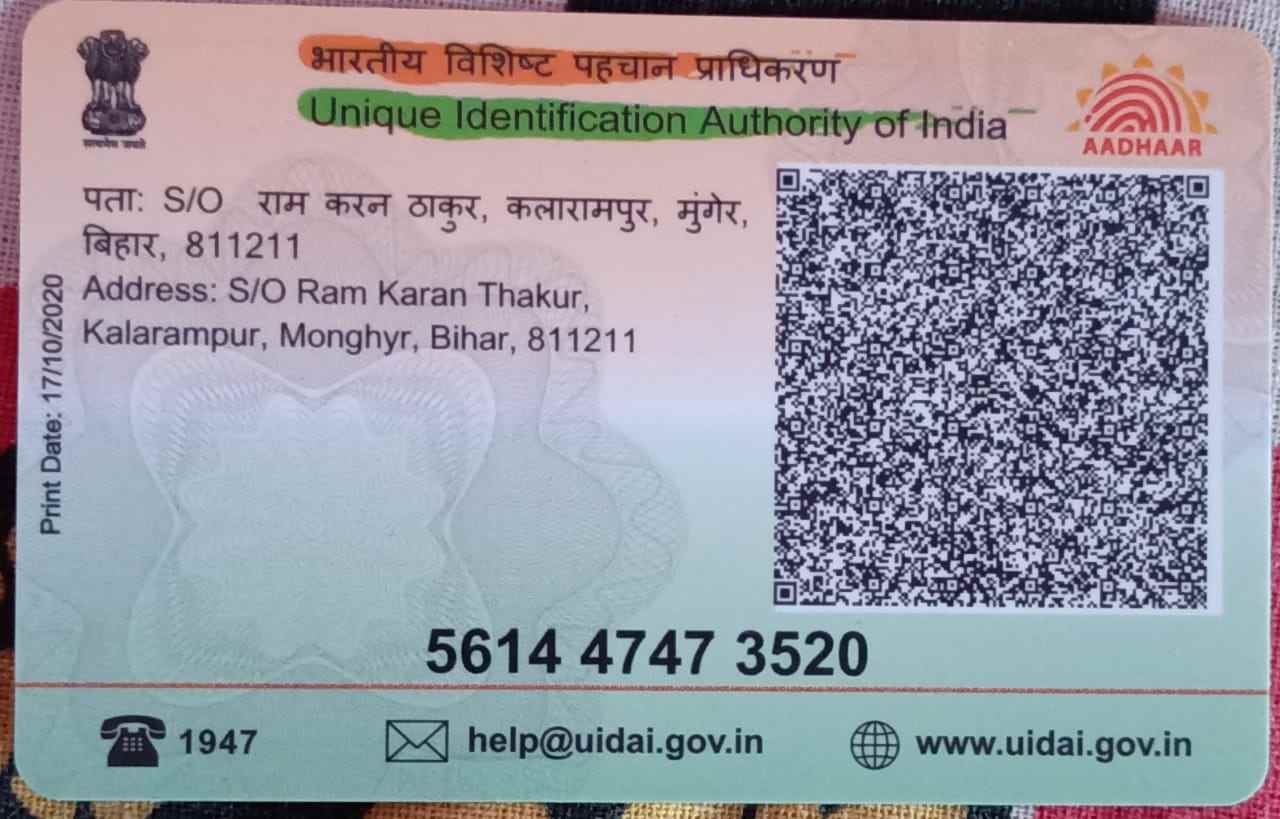 भारतीय विशिष्ट पहचान प्राधिकरण
Unique Identification Authority of India
सत्यमेव जयते
AADHAAR
पता: S/O राम करन ठाकुर, कलारामपुर, मुंगेर,
बिहार, 811211
Address: S/O Ram Karan Thakur,
Kalarampur, Monghyr, Bihar, 811211
Print Date: 17/10/2020
5614 4747 3520
1947
help@uidai.gov.in
www.uidai.gov.in